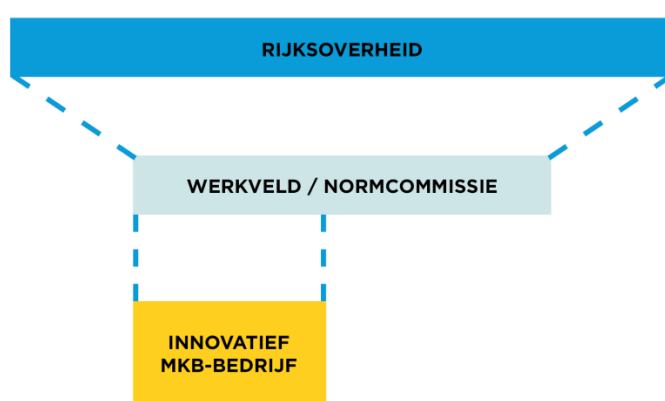 RIJKSOVERHEID
WERKVELD / NORMCOMMISSIE
INNOVATIEF
MKB-BEDRIJF